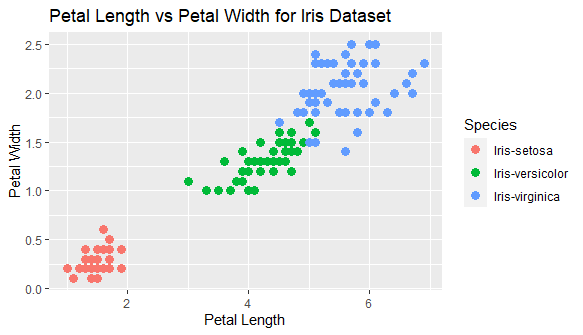 Petal Length vs Petal Width for Iris Dataset
2.5
2.0
1.5
1.0
0.5
0.0
Petal Width
2 4 6
Petal Length
Species
Iris-setosa
Iris-versicolor
Iris-virginica